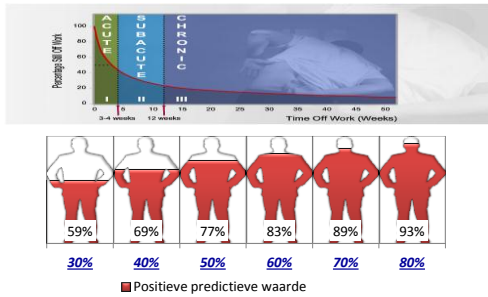 ACUTE
SUBACUTE
CHRONIC
Percentage Still Off Work
100
80
60
40
20
0
I
II
III
5 10 15 20 25 30 35 40 45 50
3-4 weeks
12 weeks
Time Off Work (Weeks)
59% 69% 77% 83% 89% 93%
30% 40% 50% 60% 70% 80%
Positieve predictieve waarde